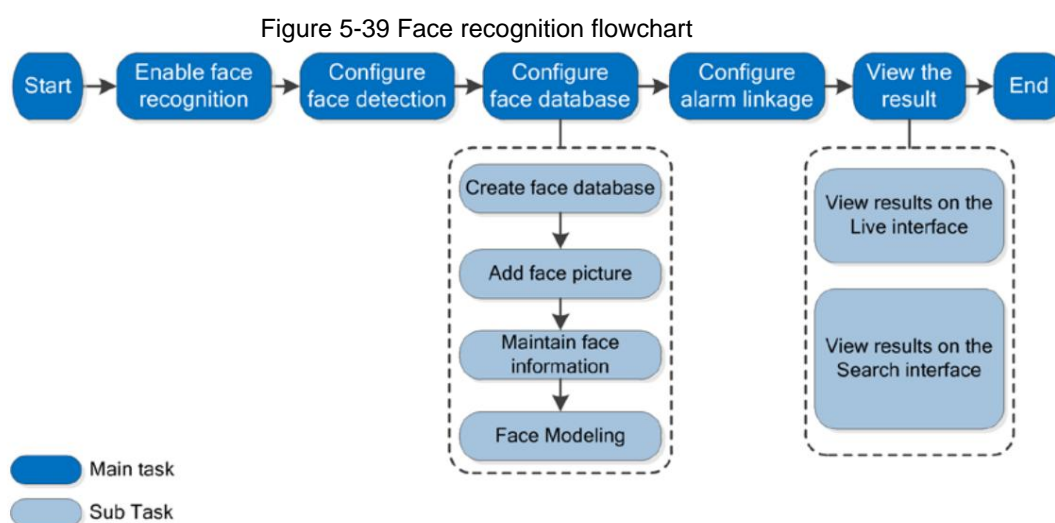 Figure 5-39 Face recognition flowchart
Start
Enable face
recognition
Configure
face detection
Configure
face database
Configure
alarm linkage
View the
result
End
Create face database
Add face picture
Maintain face
information
Face Modeling
View results on the
Live interface
View results on the
Search interface
Main task
Sub Task